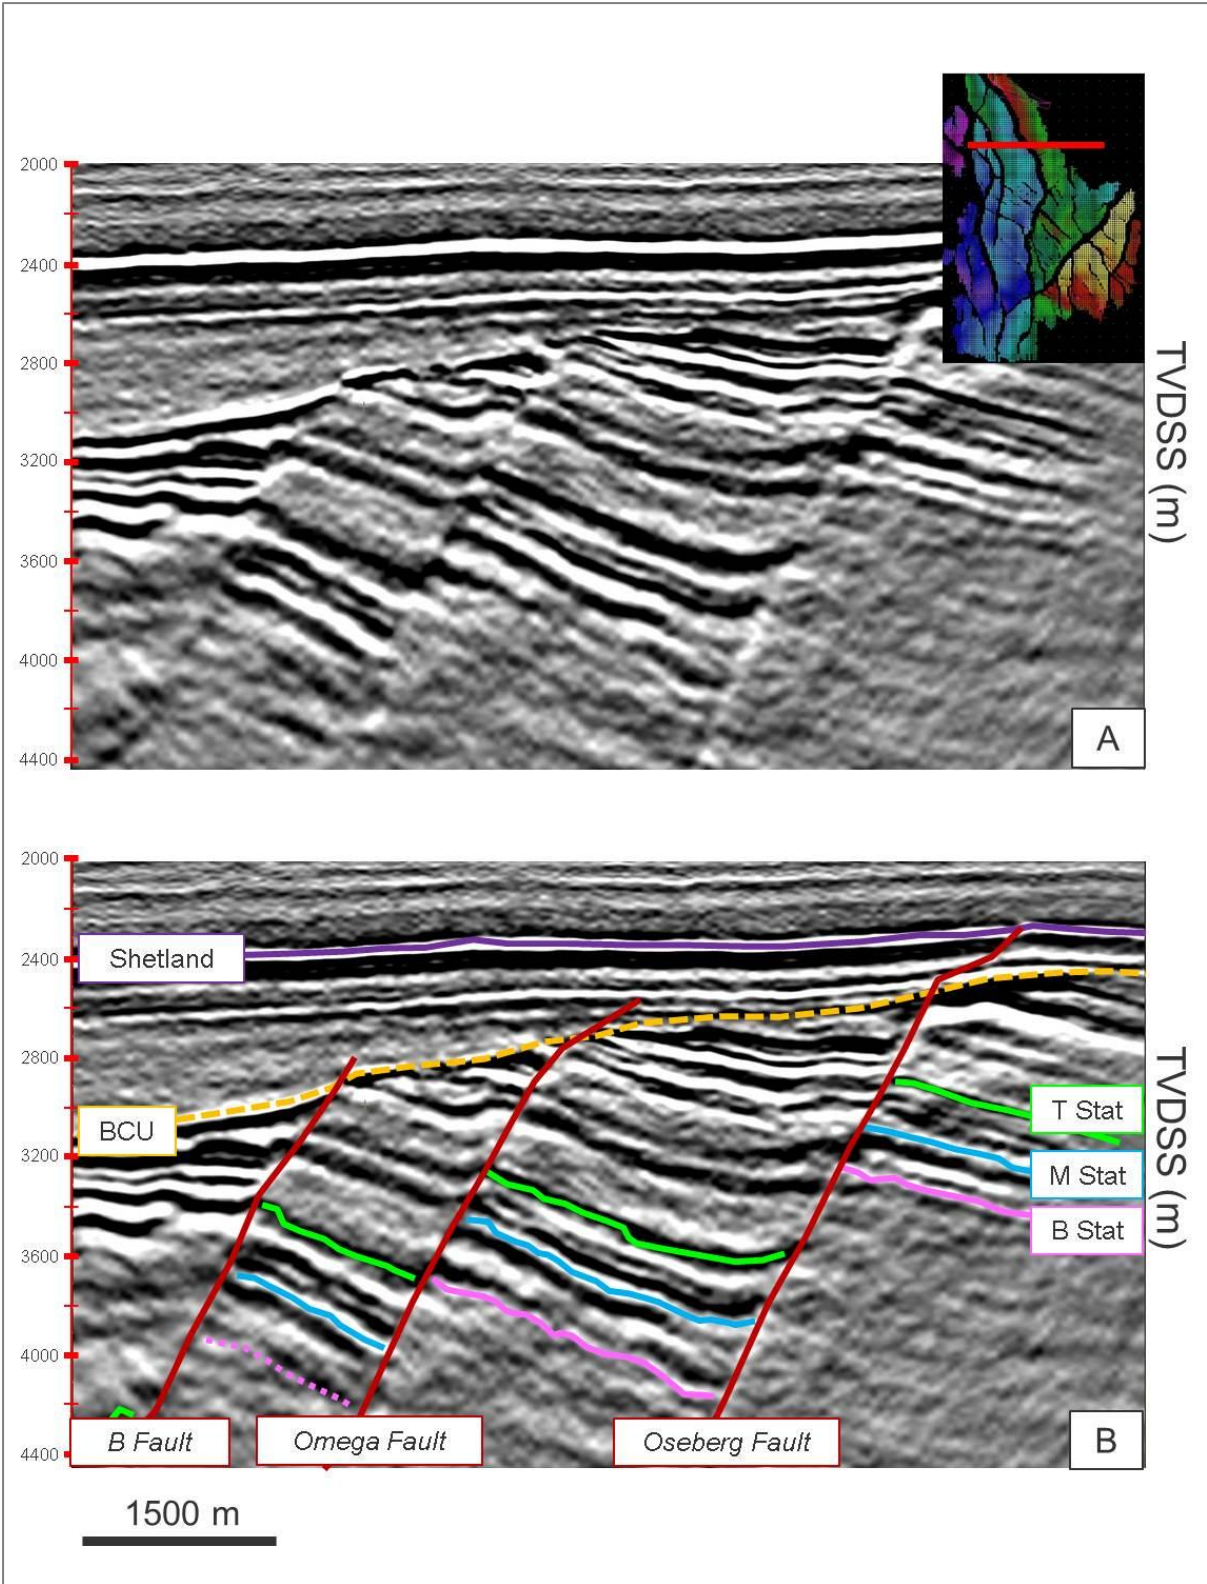 2000
2400
2800
3200
3600
4000
4400
TVDSS (m)
A
2000
2400
2800
3200
3600
4000
4400
Shetland
BCU
T Stat
M Stat
B Stat
TVDSS (m)
B Fault
Omega Fault
Oseberg Fault
B
1500 m